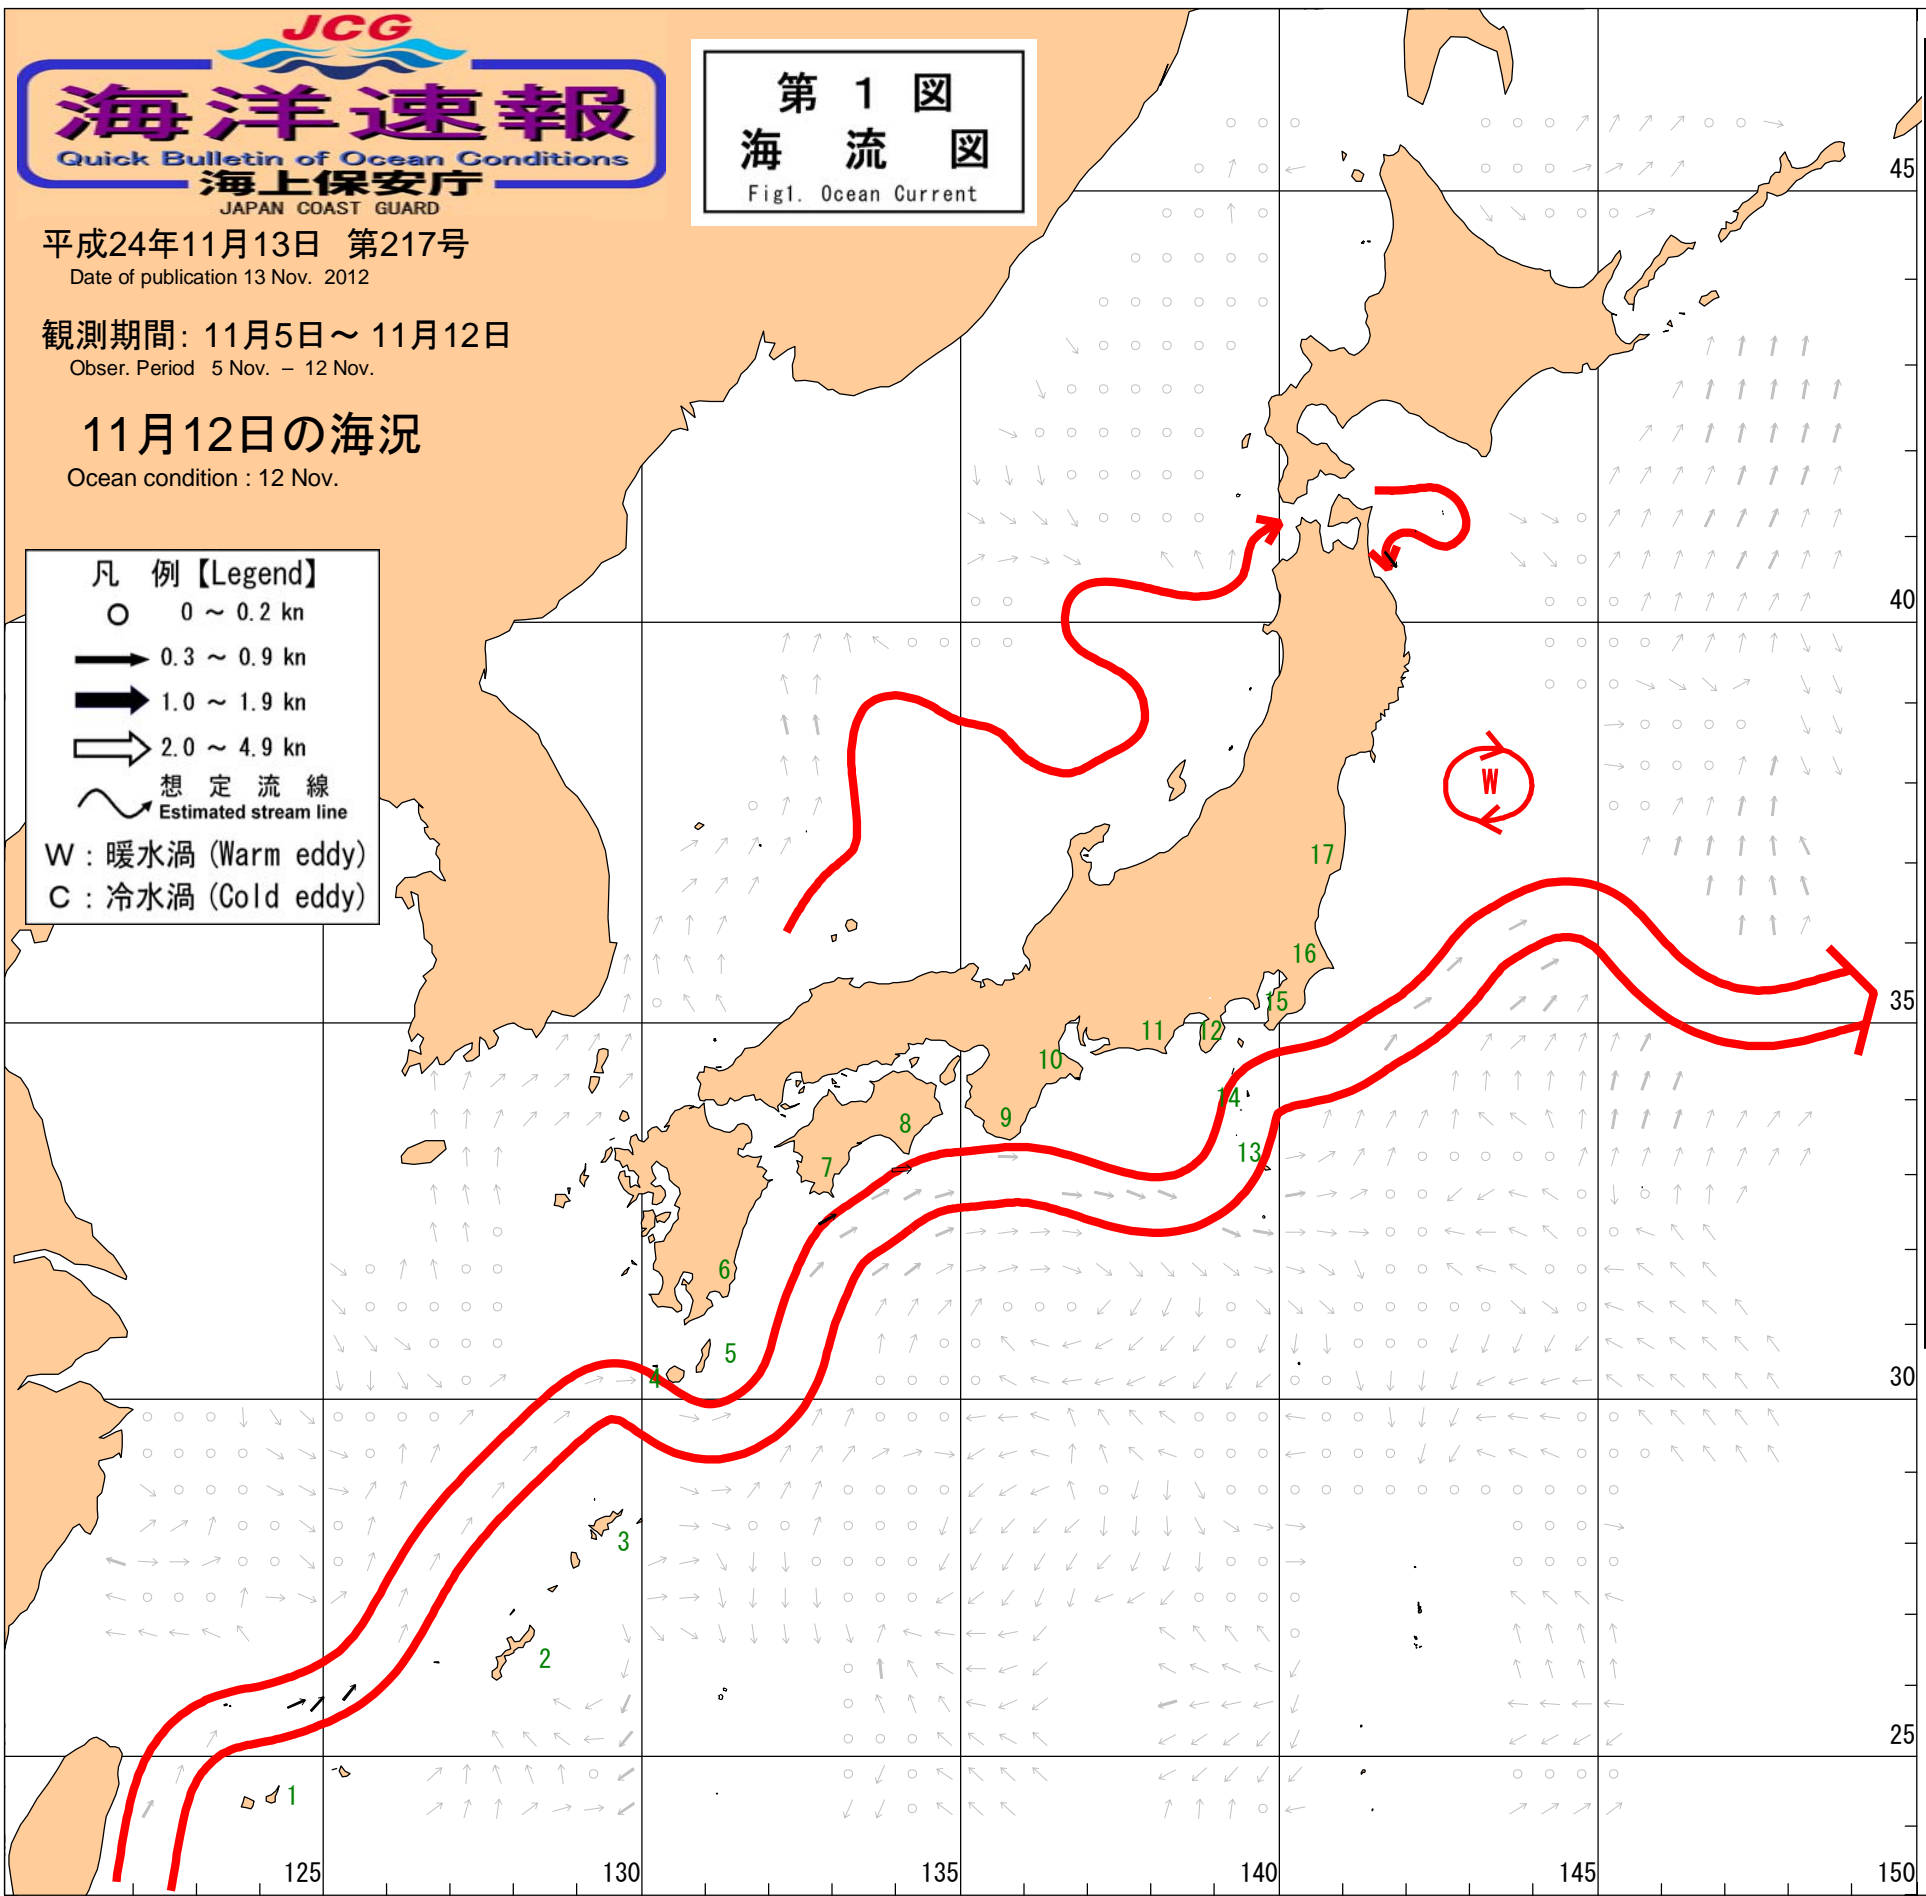 JCG
海洋速報
Quick Bulletin of Ocean Conditions
海上保安庁
JAPAN COAST GUARD
第 1 図
海 流 図
Fig1. Ocean Current
平成24年11月13日 第217号
Date of publication 13 Nov. 2012
観測期間: 11月5日～ 11月12日
Obser. Period 5 Nov. – 12 Nov.
11月12日の海況
Ocean condition : 12 Nov.
凡 例【Legend】
0 ～ 0.2 kn
0.3 ～ 0.9 kn
1.0 ～ 1.9 kn
2.0 ～ 4.9 kn
想 定 流 線
Estimated stream line
W : 暖水渦 (Warm eddy)
C : 冷水渦 (Cold eddy)
45
40
W
17
16
35
15
12
11
10
14
9
8
13
7
6
5
4
30
3
2
25
1
125
130
135
140
145
150